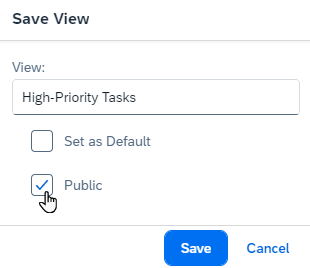 Save View
View:
High-Priority Tasks
Set as Default
Public
Save Cancel